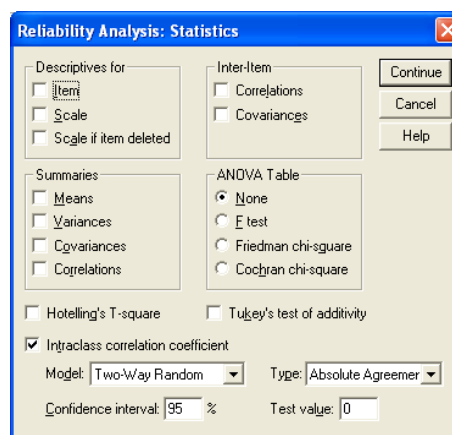 Reliability Analysis: Statistics
Descriptives for
Item
Scale
Scale if item deleted
Inter-Item
Correlations
Covariances
Continue
Cancel
Help
Summaries
Means
Variances
Covariances
Correlations
ANOVA Table
None
F test
Friedman chi-square
Cochran chi-square
Hotelling's T-square
Tukey's test of additivity
Intraclass correlation coefficient
Model: Two-Way Random
Type: Absolute Agreemer
Confidence interval: 95 %
Test value: 0